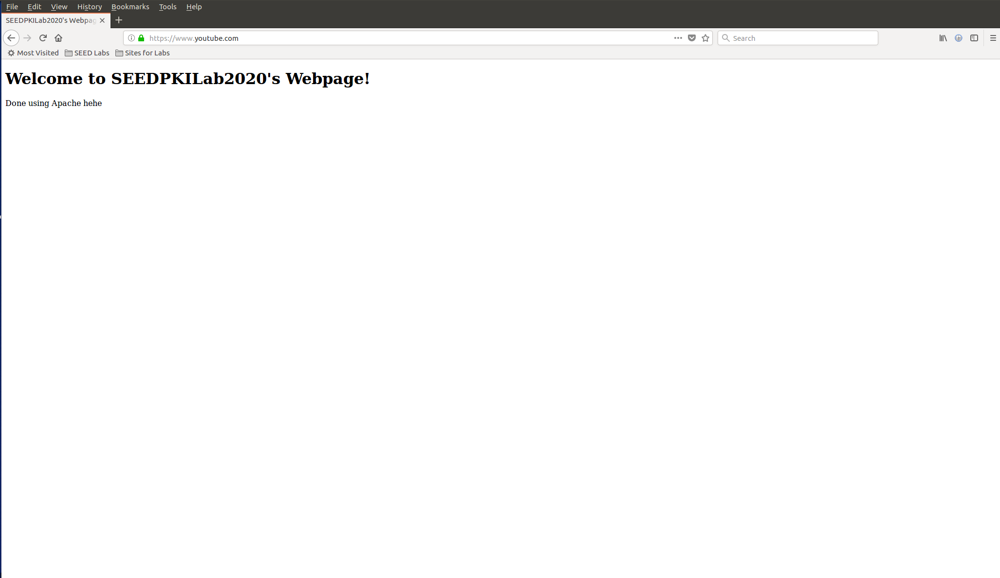 File Edit View History Bookmarks Tools Help
SEEDPKILab2020's Webpag
https://www.youtube.com
Search
Most Visited SEED Labs Sites for Labs
Welcome to SEEDPKILab2020's Webpage!
Done using Apache hehe